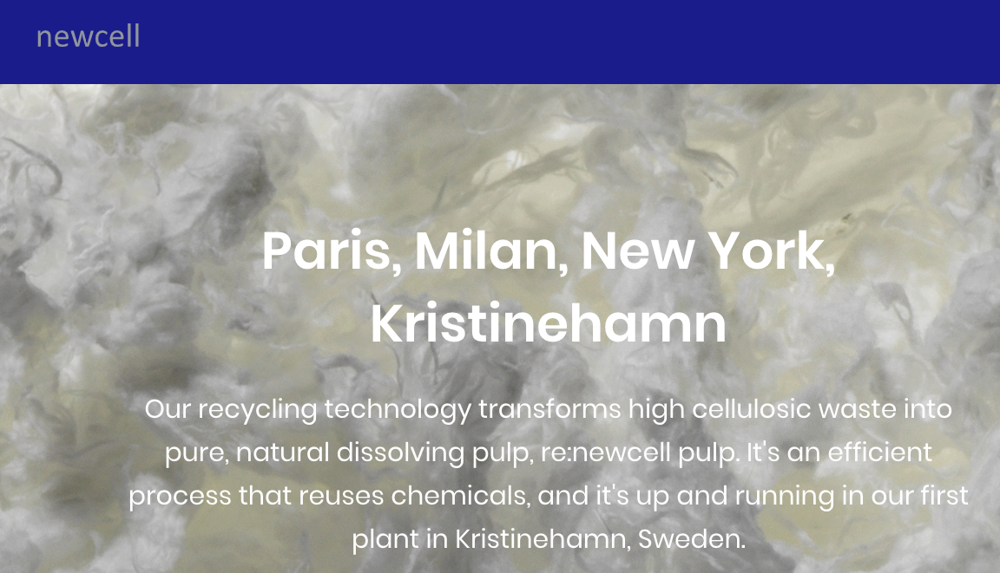 newcell
Paris, Milan, New York,
Kristinehamn
Our recycling technology transforms high cellulosic waste into
pure, natural dissolving pulp, re:newcell pulp. It's an efficient
process that reuses chemicals, and it's up and running in our first
plant in Kristinehamn, Sweden.